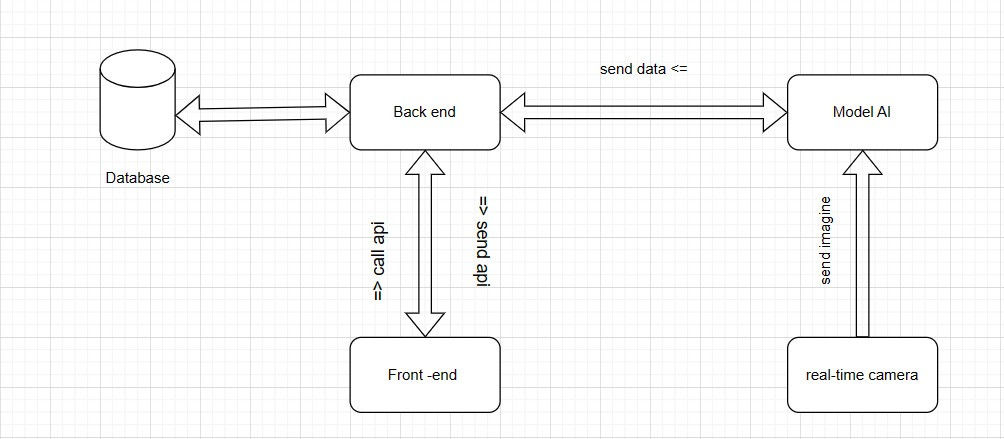 send data <=
Back end
Model AI
Database
=> call api
=> send api
send imagine
Front -end
real-time camera